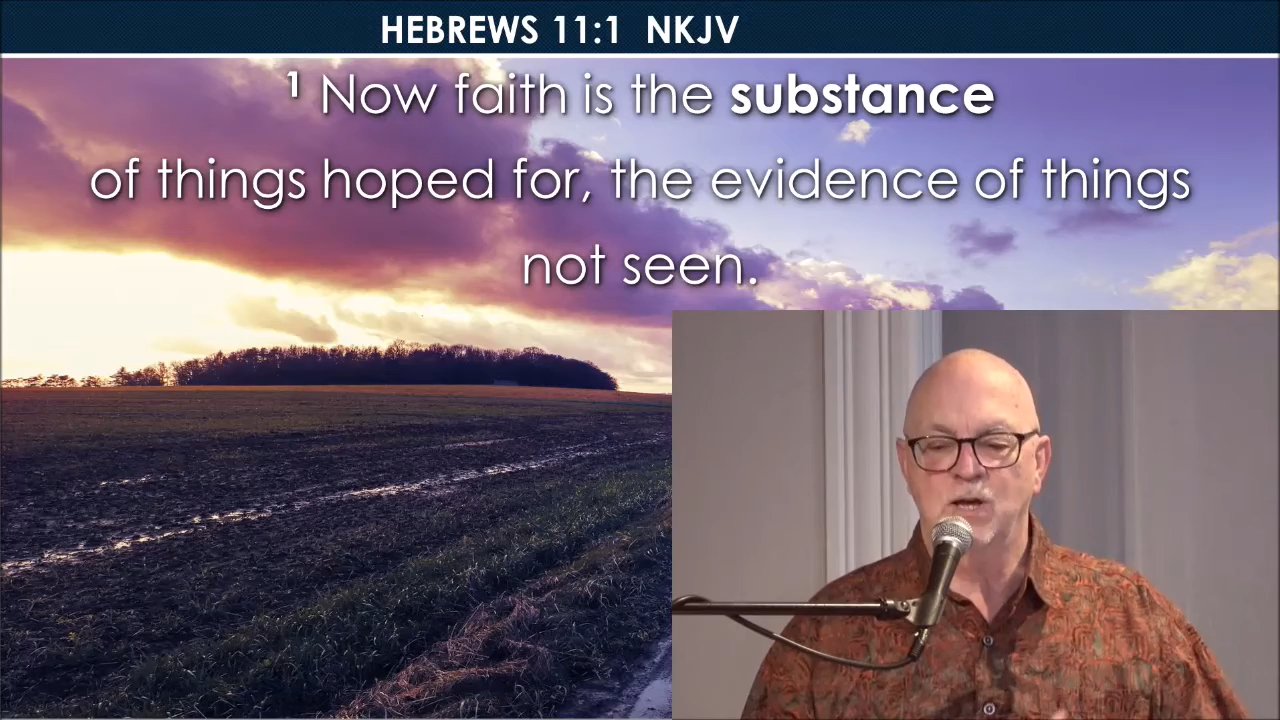 HEBREWS 11:1 NKJV
1 Now faith is the substance
of things hoped for, the evidence of things
not seen.